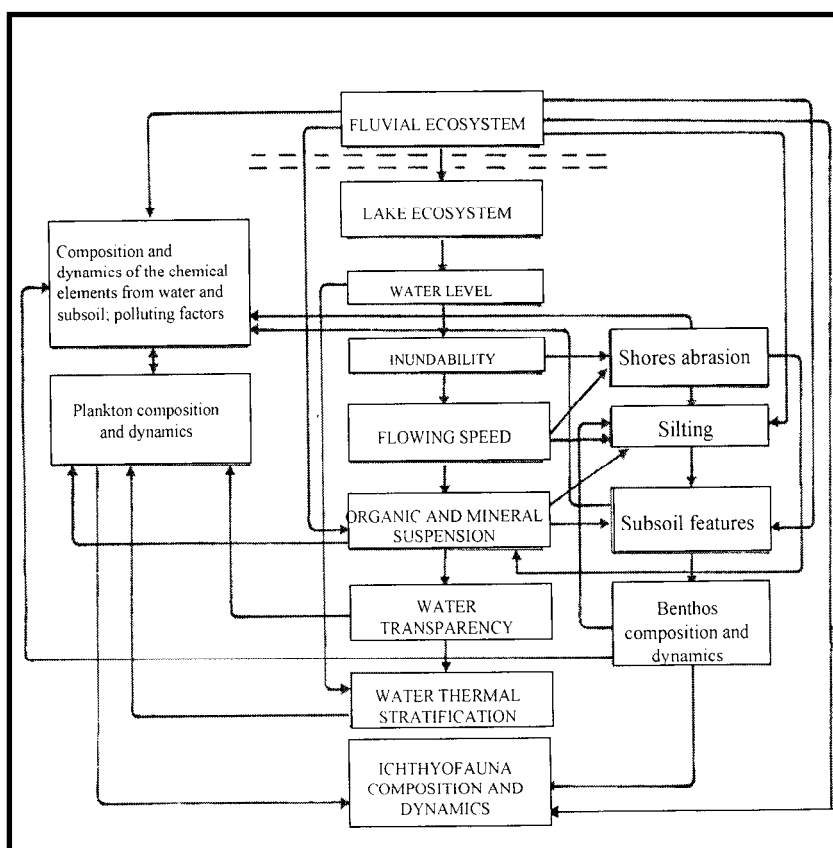 FLUVIAL ECOSYSTEM
LAKE ECOSYSTEM
Composition and
dynamics of the chemical
elements from water and
subsoil; polluting factors
WATER LEVEL
INUNDABILITY
Shores abrasion
Plankton composition
and dynamics
FLOWING SPEED
Silting
ORGANIC AND MINERAL
SUSPENSION
Subsoil features
WATER
TRANSPARENCY
Benthos
composition and
dynamics
WATER THERMAL
STRATIFICATION
ICHTHYOFAUNA
COMPOSITION AND
DYNAMICS